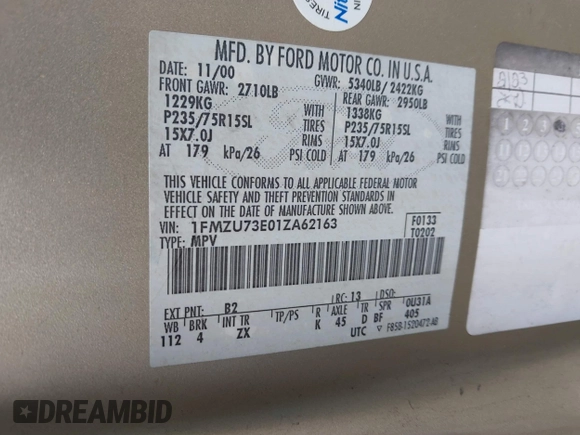 TIRES
MFD. BY FORD MOTOR CO. IN U.S.A.
DATE: 11/00 GVWR: 5340LB/ 2422KG
FRONT GAWR: 2710LB REAR GAWR: 2950LB
1229KG WITH 1338KG WITH
P235/75R15SL TIRES P235/75R15SL TIRES
15X7.0J RIMS 15X7.0J RIMS
AT 179 kPa/26 PSI COLD AT 179 kPa/26 PSI COLD
THIS VEHICLE CONFORMS TO ALL APPLICABLE FEDERAL MOTOR
VEHICLE SAFETY AND THEFT PREVENTION STANDARDS IN
EFFECT ON THE DATE OF MANUFACTURE SHOWN ABOVE.
VIN: 1FMZU73E01ZA62163 F0133
TYPE: MPV T0202
EXT PNT: B2 RC: 13 DSO:
WB BRK INT TR TP/PS R AXLE TR SPR 0U31A
112 4 ZX K 45 D BF 405
UTC F85B-1520472-AB
DREAMBID